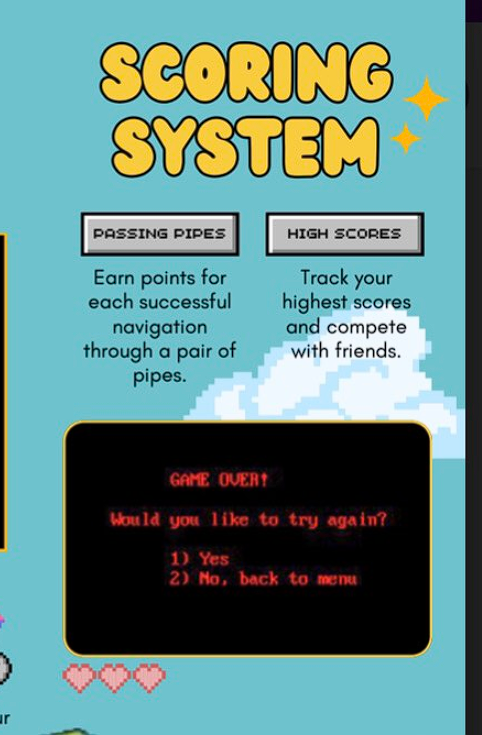 SCORING
SYSTEM
PASSING PIPES
HIGH SCORES
Earn points for
each successful
navigation
through a pair of
pipes.
Track your
highest scores
and compete
with friends.
GAME OVER!
Would you like to try again?
1) Yes
2) No, back to menu